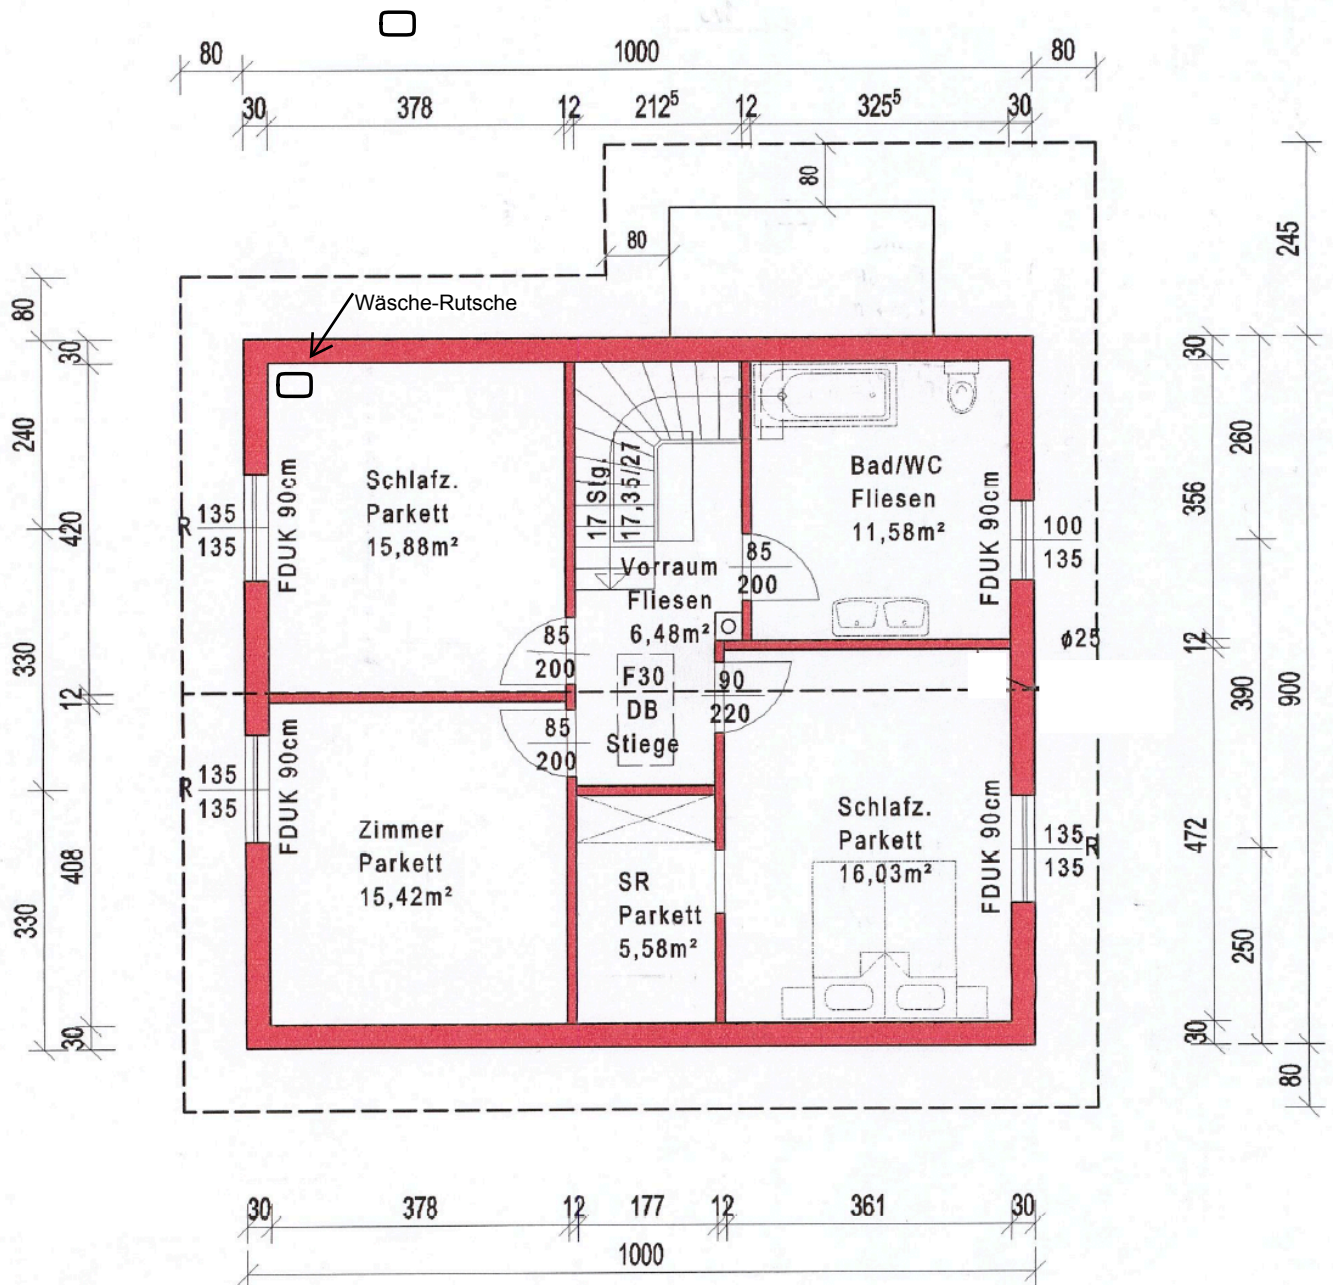 80 1000 80
30 378 12 212⁵ 12 325⁵ 30
80
80
245
80
Wäsche-Rutsche
30
30
240
420
260
356
Schlafz.
Parkett
15,88m²
FDUK 90cm
R 135
135
17 Stg.
17,35/27
Bad/WC
Fliesen
11,58m²
FDUK 90cm
100
135
Vorraum
Fliesen
6,48m²
85
200
85
200
ø25
12
330
12
F30
DB
Stiege
90
220
390
900
85
200
FDUK 90cm
R 135
135
Zimmer
Parkett
15,42m²
408
330
SR
Parkett
5,58m²
Schlafz.
Parkett
16,03m²
FDUK 90cm
135 R
135
472
250
30
30
80
30 378 12 177 12 361 30
1000